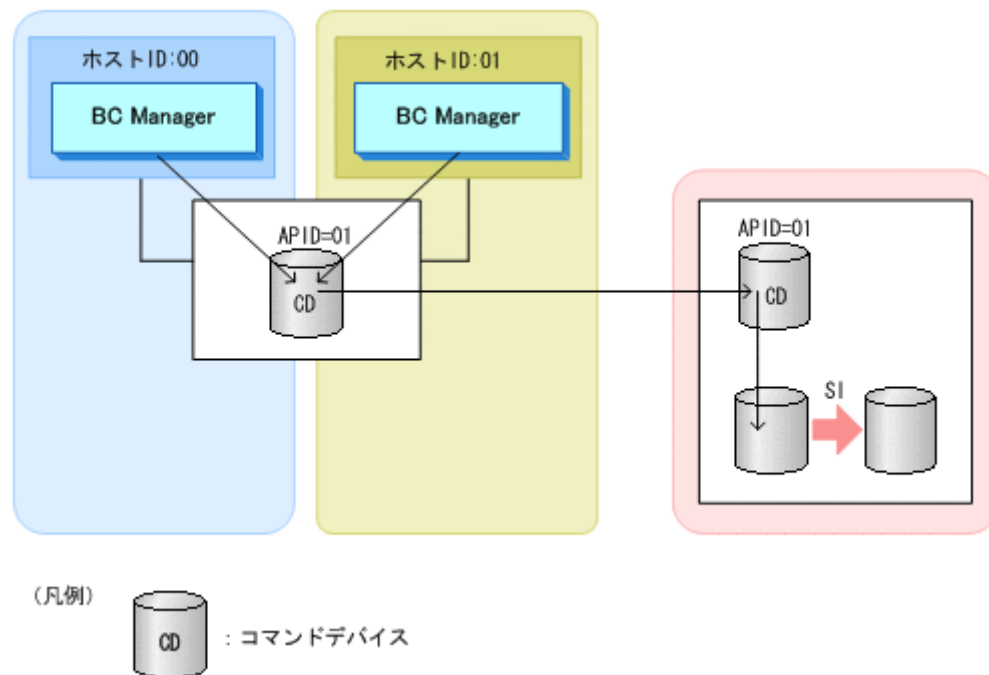 ホストID:00
ホストID:01
BC Manager
BC Manager
APID=01
APID=01
CD
CD
SI
(凡例)
CD
:コマンドデバイス